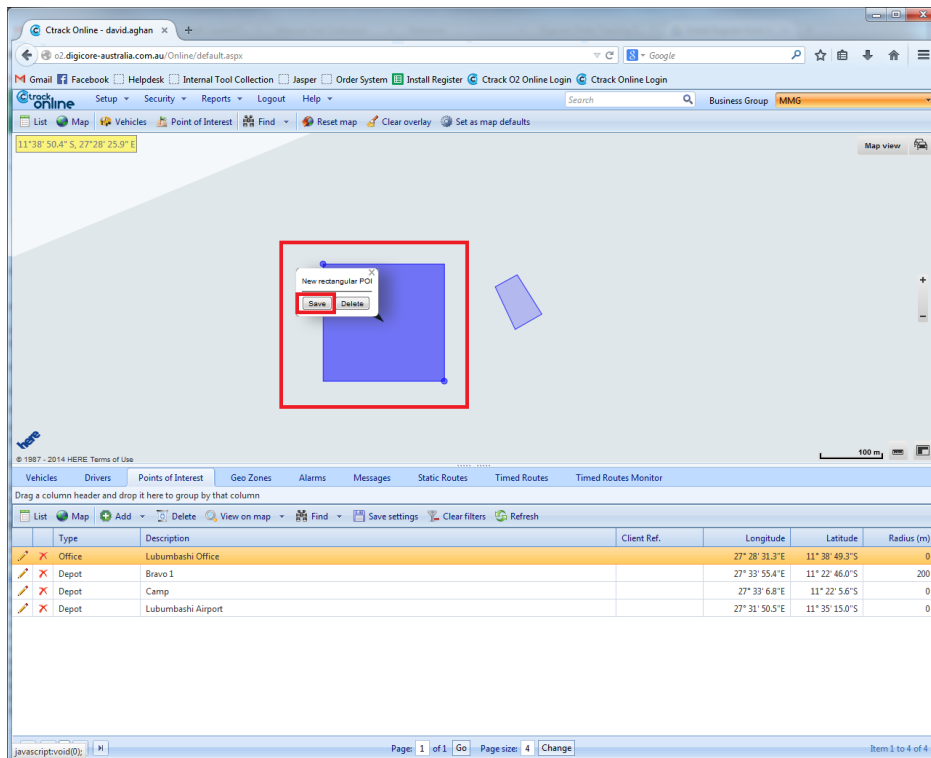 Ctrack Online - david.aghan × +
o2.digicore-australia.com.au/Online/default.aspx 8 - Google
Gmail Facebook Helpdesk Internal Tool Collection Jasper Order System Install Register Ctrack O2 Online Login Ctrack Online Login
Ctrack online Setup Security Reports Logout Help Search Business Group MMG
List Map Vehicles Point of Interest Find Reset map Clear overlay Set as map defaults
11°38' 50.4" S, 27°28' 25.9" E Map view
New rectangular POI
Save Delete
here
© 1987 - 2014 HERE Terms of Use 100 m
Vehicles Drivers Points of Interest Geo Zones Alarms Messages Static Routes Timed Routes Timed Routes Monitor
Drag a column header and drop it here to group by that column
List Map Add Delete View on map Find Save settings Clear filters Refresh
Type Description Client Ref. Longitude Latitude Radius (m)
Office Lubumbashi Office 27° 28' 31.3"E 11° 38' 49.3"S 0
Depot Bravo 1 27° 33' 55.4"E 11° 22' 46.0"S 200
Depot Camp 27° 33' 6.8"E 11° 22' 5.6"S 0
Depot Lubumbashi Airport 27° 31' 50.5"E 11° 35' 15.0"S 0
javascript:void(0); Page: 1 of 1 Go Page size: 4 Change Item 1 to 4 of 4